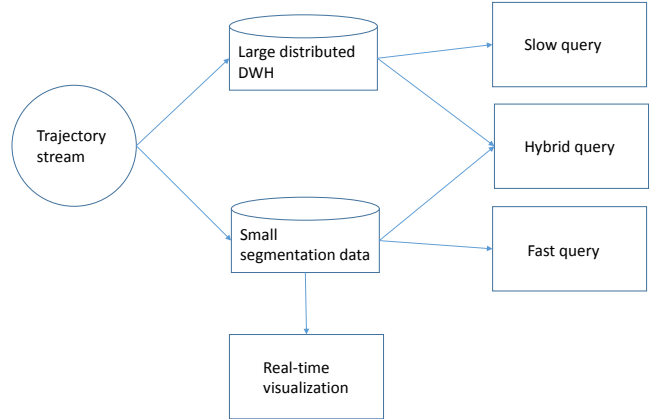 Trajectory
stream
Large distributed
DWH
Small
segmentation data
Real-time
visualization
Slow query
Hybrid query
Fast query